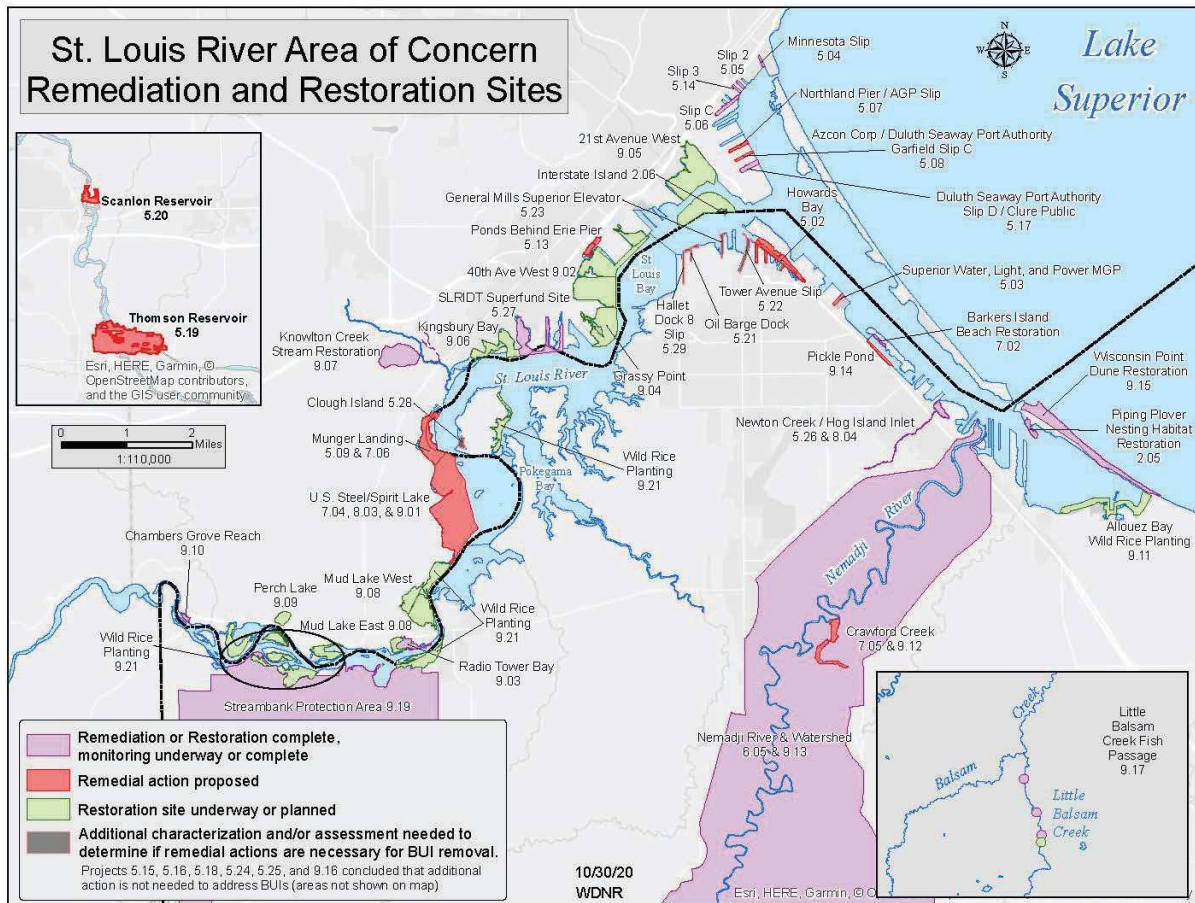 St. Louis River Area of Concern
Remediation and Restoration Sites
Lake
Superior
N
W
E
S
Minnesota Slip
5.04
Slip 2
5.05
Slip 3
5.14
Slip C
5.06
Northland Pier / AGP Slip
5.07
Azcon Corp / Duluth Seaway Port Authority
Garfield Slip C
5.08
21st Avenue West
9.05
Interstate Island 2.06
Howards
Bay
5.02
Duluth Seaway Port Authority
Slip D / Clure Public
5.17
General Mills Superior Elevator
5.23
Ponds Behind Erie Pier
5.13
St
Louis
Bay
40th Ave West 9.02
Superior Water, Light, and Power MGP
5.03
SLRIDT Superfund Site
5.27
Tower Avenue Slip
5.22
Hallet
Dock 8
Slip
5.29
Oil Barge Dock
5.21
Barkers Island
Beach Restoration
7.02
Kingsbury Bay
9.06
Knowlton Creek
Stream Restoration
9.07
Pickle Pond
9.14
Wisconsin Point
Dune Restoration
9.15
St. Louis River
Grassy Point
9.04
Clough Island 5.28
Newton Creek / Hog Island Inlet
5.26 & 8.04
Piping Plover
Nesting Habitat
Restoration
2.05
Munger Landing
5.09 & 7.06
Wild Rice
Planting
9.21
Pokegama
Bay
U.S. Steel/Spirit Lake
7.04, 8.03, & 9.01
Allouez Bay
Wild Rice Planting
9.11
Nemadji River
Chambers Grove Reach
9.10
Perch Lake
9.09
Mud Lake West
9.08
Mud Lake East 9.08
Wild Rice
Planting
9.21
Wild Rice
Planting
9.21
Radio Tower Bay
9.03
Crawford Creek
7.05 & 9.12
Streambank Protection Area 9.19
Nemadji River & Watershed
6.05 & 9.13
Scanlon Reservoir
5.20
Thomson Reservoir
5.19
Esri, HERE, Garmin, ©
OpenStreetMap contributors,
and the GIS user community
0 1 2
Miles
1:110,000
Remediation or Restoration complete,
monitoring underway or complete
Remedial action proposed
Restoration site underway or planned
Additional characterization and/or assessment needed to
determine if remedial actions are necessary for BUI removal.
Projects 5.15, 5.16, 5.18, 5.24, 5.25, and 9.16 concluded that additional
action is not needed to address BUIs (areas not shown on map)
10/30/20
WDNR
Little
Balsam
Creek Fish
Passage
9.17
Balsam Creek
Little
Balsam
Creek
Esri, HERE, Garmin, ©